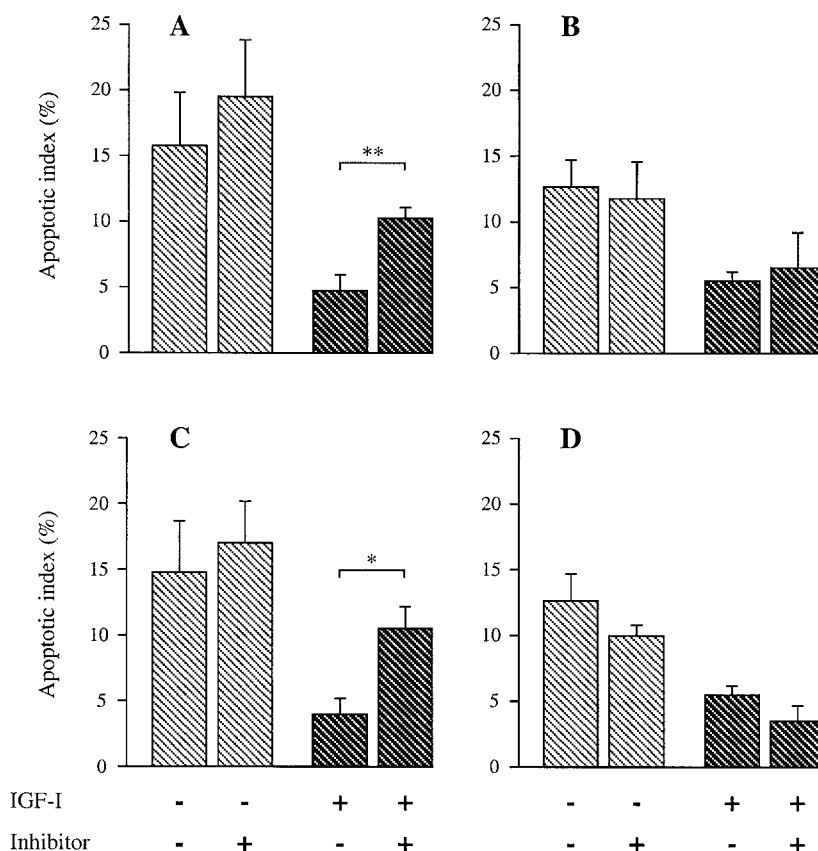 A
B
25 25
20 20
15 15
** 
10 10
5 5
0 0
Apoptotic index (%)
C
D
25 25
20 20
15 15
*
10 10
5 5
0 0
Apoptotic index (%)
IGF-I - - + + - - + +
Inhibitor - + - + - + - +